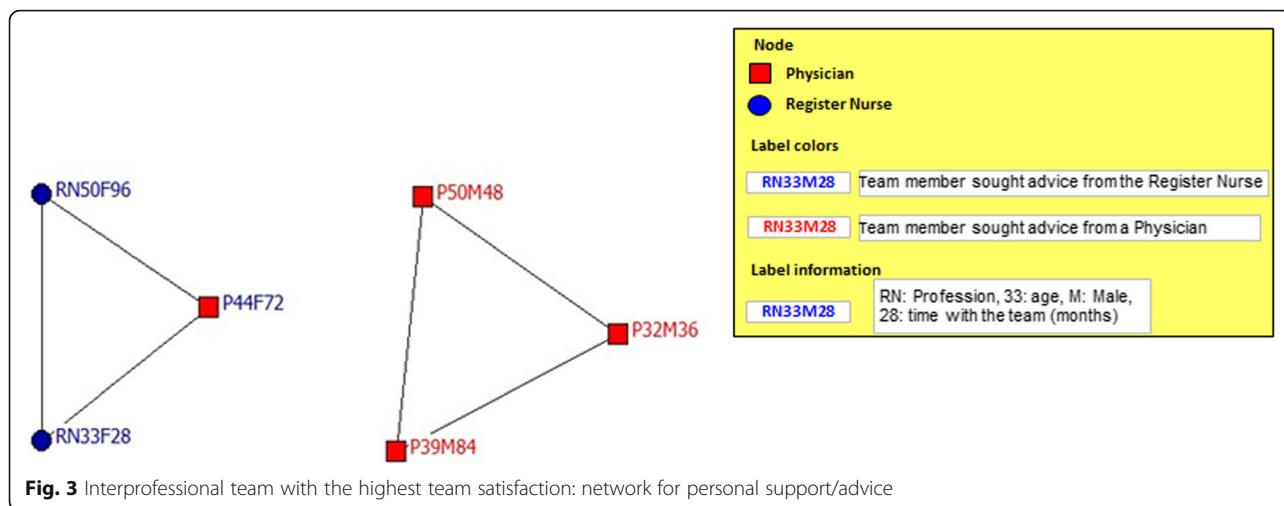 RN50F96
P44F72
RN33F28
P50M48
P32M36
P39M84
Node
Physician
Register Nurse
Label colors
RN33M28 Team member sought advice from the Register Nurse
RN33M28 Team member sought advice from a Physician
Label information
RN33M28 RN: Profession, 33: age, M: Male,
28: time with the team (months)
Fig. 3 Interprofessional team with the highest team satisfaction: network for personal support/advice